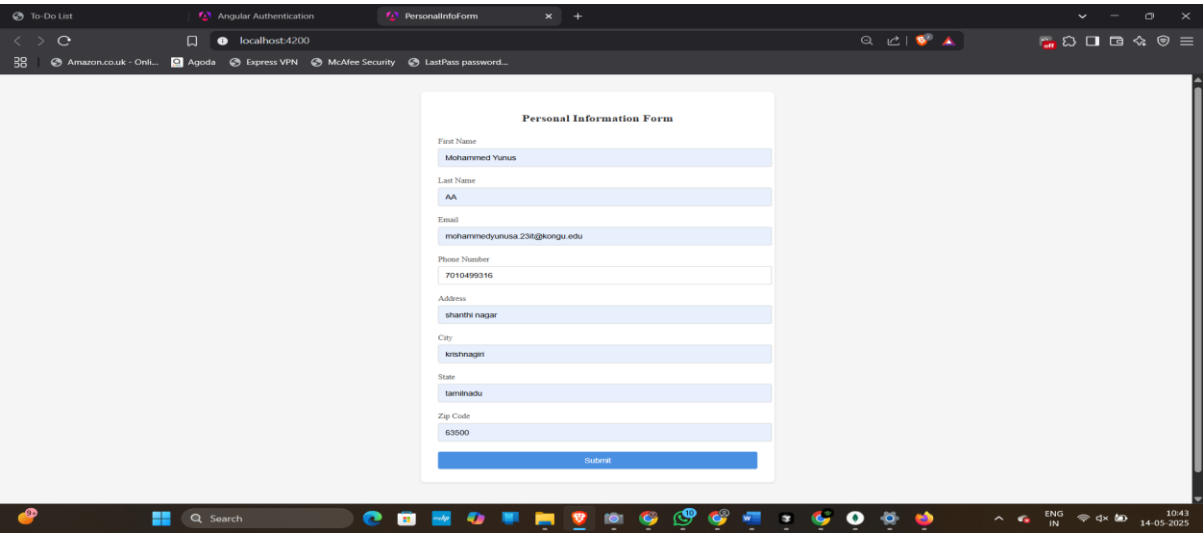 To-Do List
Angular Authentication
PersonalInfoForm
localhost:4200
Amazon.co.uk - Onli...
Agoda
Express VPN
McAfee Security
LastPass password...
Personal Information Form
First Name
Mohammed Yunus
Last Name
AA
Email
mohammedyunusa.23it@kongu.edu
Phone Number
7010499316
Address
shanthi nagar
City
krishnagiri
State
tamilnadu
Zip Code
63500
Submit
9+
Search
10
ENG
IN
10:43
14-05-2025